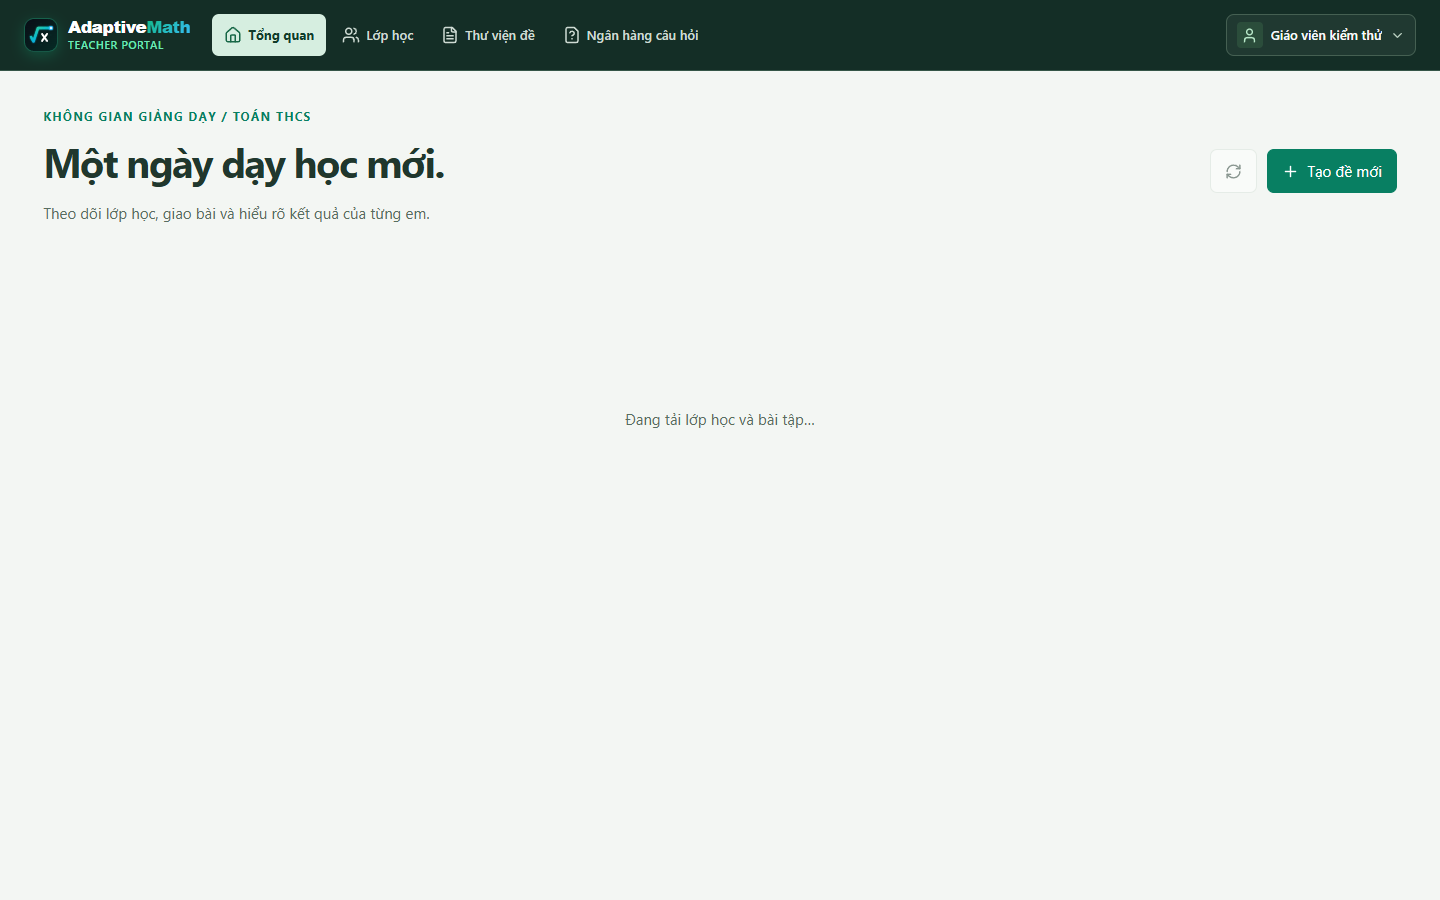 AdaptiveMath
TEACHER PORTAL
Tổng quan
Lớp học
Thư viện đề
Ngân hàng câu hỏi
Giáo viên kiểm thử
KHÔNG GIAN GIẢNG DẠY / TOÁN THCS
Một ngày dạy học mới.
Tạo đề mới
Theo dõi lớp học, giao bài và hiểu rõ kết quả của từng em.
Đang tải lớp học và bài tập...